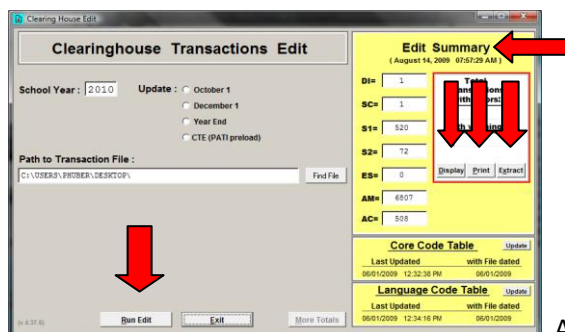 Clearing House Edit
Clearinghouse Transactions Edit
School Year : 2010
Update : October 1
December 1
Year End
CTE (PATI preload)
Path to Transaction File :
C:\USERS\PHUBER\DESKTOP\
Find File
Run Edit
Exit
More Totals
(v 4.37.6)
Edit Summary
( August 14, 2009 07:57:29 AM )
DI= 1
SC= 1
S1= 520
S2= 72
ES= 0
AM= 6807
AC= 508
Total
Display Print Extract
Core Code Table Update
Last Updated with File dated
06/01/2009 12:32:38 PM 06/01/2009
Language Code Table Update
Last Updated with File dated
06/01/2009 12:34:16 PM 06/01/2009
A